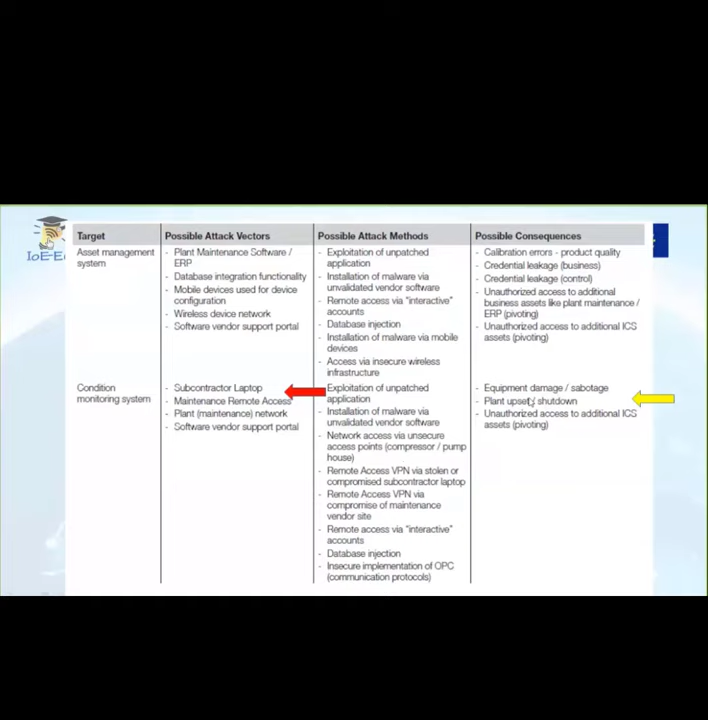 IoE-E
Target
Possible Attack Vectors
Possible Attack Methods
Possible Consequences
Asset management
system
- Plant Maintenance Software /
ERP
- Database integration functionality
- Mobile devices used for device
configuration
- Wireless device network
- Software vendor support portal
- Exploitation of unpatched
application
- Installation of malware via
unvalidated vendor software
- Remote access via "interactive"
accounts
- Database injection
- Installation of malware via mobile
devices
- Access via insecure wireless
infrastructure
- Calibration errors - product quality
- Credential leakage (business)
- Credential leakage (control)
- Unauthorized access to additional
business assets like plant maintenance /
ERP (pivoting)
- Unauthorized access to additional ICS
assets (pivoting)
Condition
monitoring system
- Subcontractor Laptop
- Maintenance Remote Access
- Plant (maintenance) network
- Software vendor support portal
Exploitation of unpatched
application
- Installation of malware via
unvalidated vendor software
- Network access via unsecure
access points (compressor / pump
house)
- Remote Access VPN via stolen or
compromised subcontractor laptop
- Remote Access VPN via
compromise of maintenance
vendor site
- Remote access via "interactive"
accounts
- Database injection
- Insecure implementation of OPC
(communication protocols)
- Equipment damage / sabotage
- Plant upset / shutdown
- Unauthorized access to additional ICS
assets (pivoting)